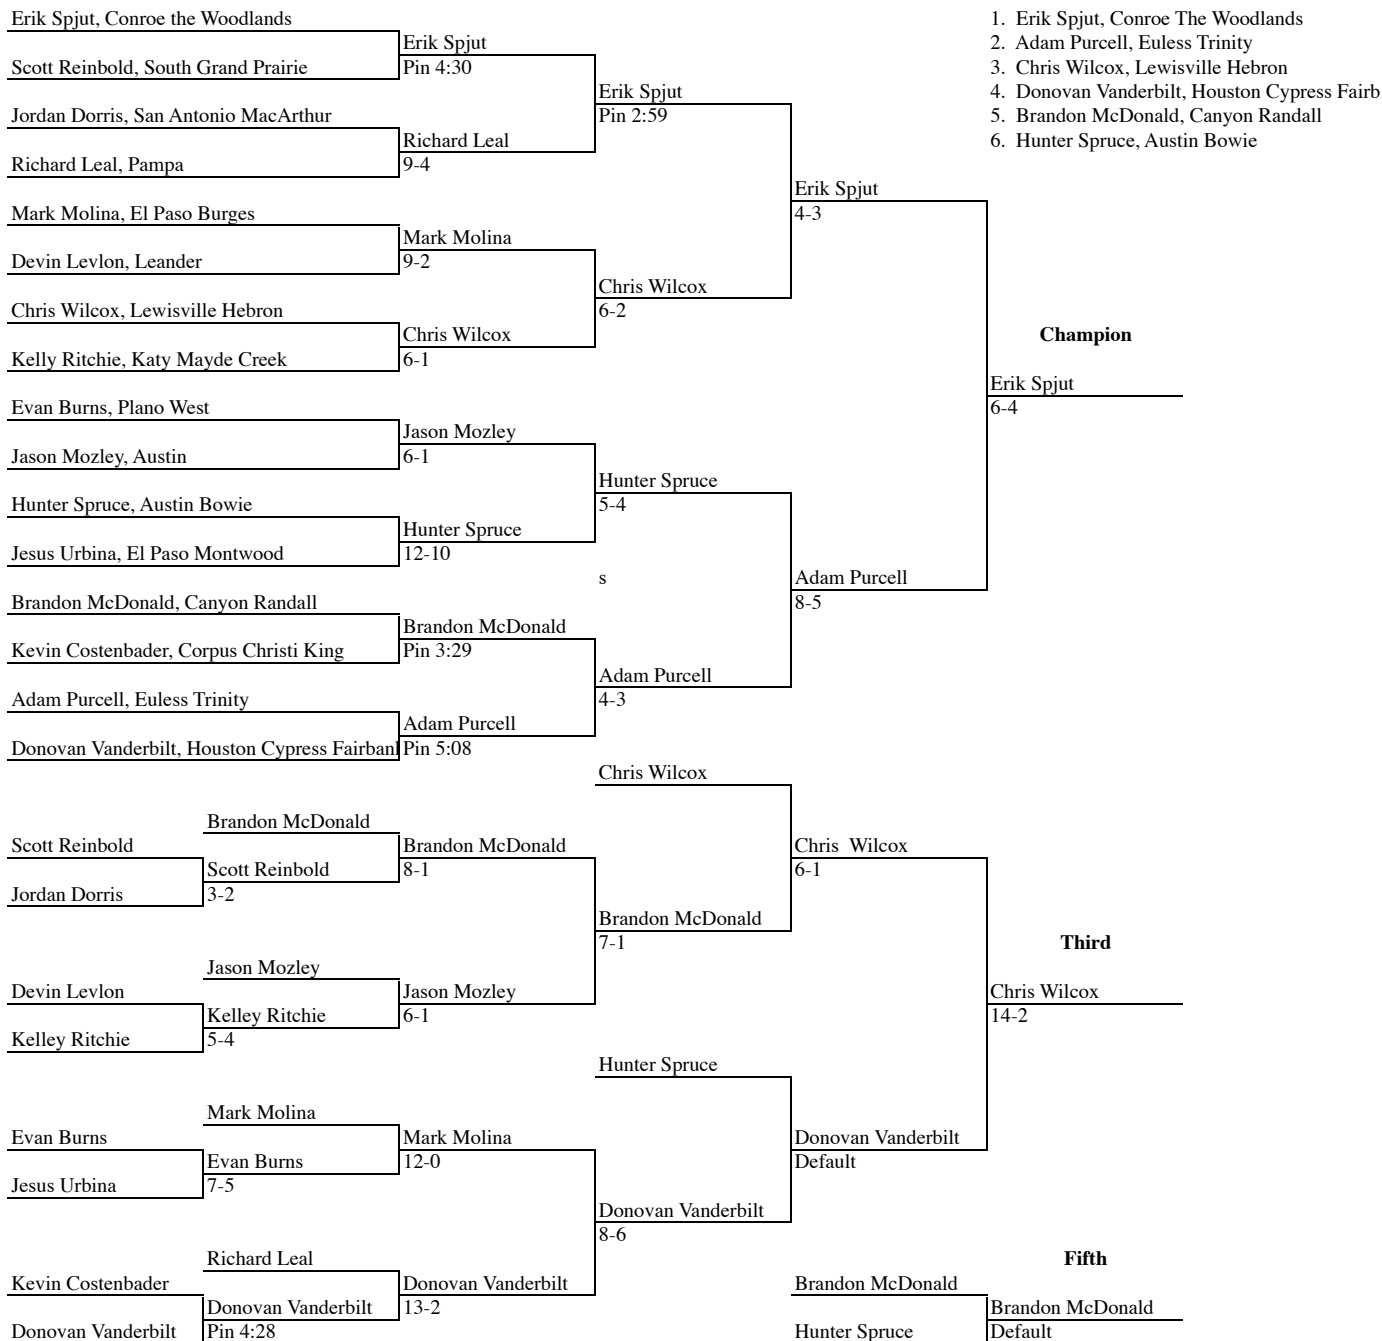 Erik Spjut, Conroe the Woodlands
Erik Spjut
Scott Reinbold, South Grand Prairie
Pin 4:30
Erik Spjut
Jordan Dorris, San Antonio MacArthur
Pin 2:59
Richard Leal
Richard Leal, Pampa
9-4
Erik Spjut
Mark Molina, El Paso Burges
4-3
Mark Molina
Devin Levlon, Leander
9-2
Chris Wilcox
Chris Wilcox, Lewisville Hebron
6-2
Chris Wilcox
Kelly Ritchie, Katy Mayde Creek
6-1
Champion
Erik Spjut
6-4
Evan Burns, Plano West
Jason Mozley
Jason Mozley, Austin
6-1
Hunter Spruce
Hunter Spruce, Austin Bowie
5-4
Hunter Spruce
Jesus Urbina, El Paso Montwood
12-10
s
Adam Purcell
8-5
Brandon McDonald, Canyon Randall
Brandon McDonald
Kevin Costenbader, Corpus Christi King
Pin 3:29
Adam Purcell
Adam Purcell, Euless Trinity
4-3
Adam Purcell
Donovan Vanderbilt, Houston Cypress Fairbanl
Pin 5:08
1. Erik Spjut, Conroe The Woodlands
2. Adam Purcell, Euless Trinity
3. Chris Wilcox, Lewisville Hebron
4. Donovan Vanderbilt, Houston Cypress Fairb
5. Brandon McDonald, Canyon Randall
6. Hunter Spruce, Austin Bowie
Chris Wilcox
Brandon McDonald
Scott Reinbold
Brandon McDonald
Chris  Wilcox
Scott Reinbold
8-1
6-1
Jordan Dorris
3-2
Brandon McDonald
7-1
Third
Jason Mozley
Devin Levlon
Jason Mozley
Chris Wilcox
Kelley Ritchie
6-1
14-2
Kelley Ritchie
5-4
Hunter Spruce
Mark Molina
Evan Burns
Mark Molina
Donovan Vanderbilt
Evan Burns
12-0
Default
Jesus Urbina
7-5
Donovan Vanderbilt
8-6
Richard Leal
Fifth
Kevin Costenbader
Donovan Vanderbilt
Brandon McDonald
Donovan Vanderbilt
13-2
Brandon McDonald
Donovan Vanderbilt
Pin 4:28
Hunter Spruce
Default